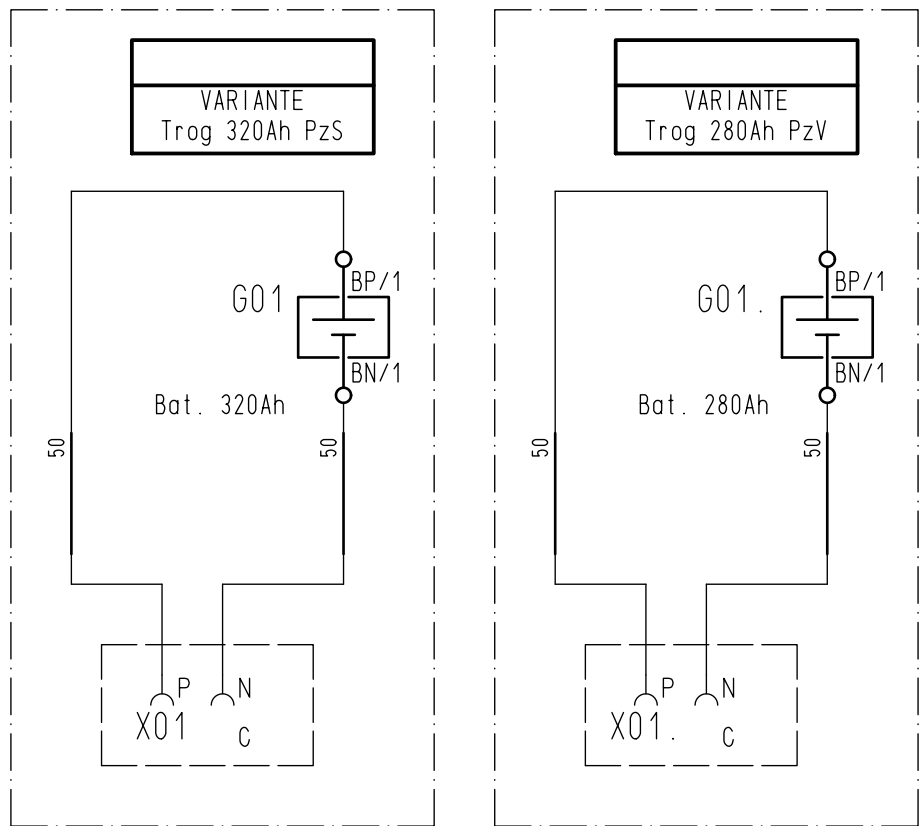 VARIANTE
Trog 320Ah PzS
BP/1
G01
BN/1
Bat. 320Ah
50
50
P
N
X01
C
VARIANTE
Trog 280Ah PzV
BP/1
G01.
BN/1
Bat. 280Ah
50
50
P
N
X01.
C